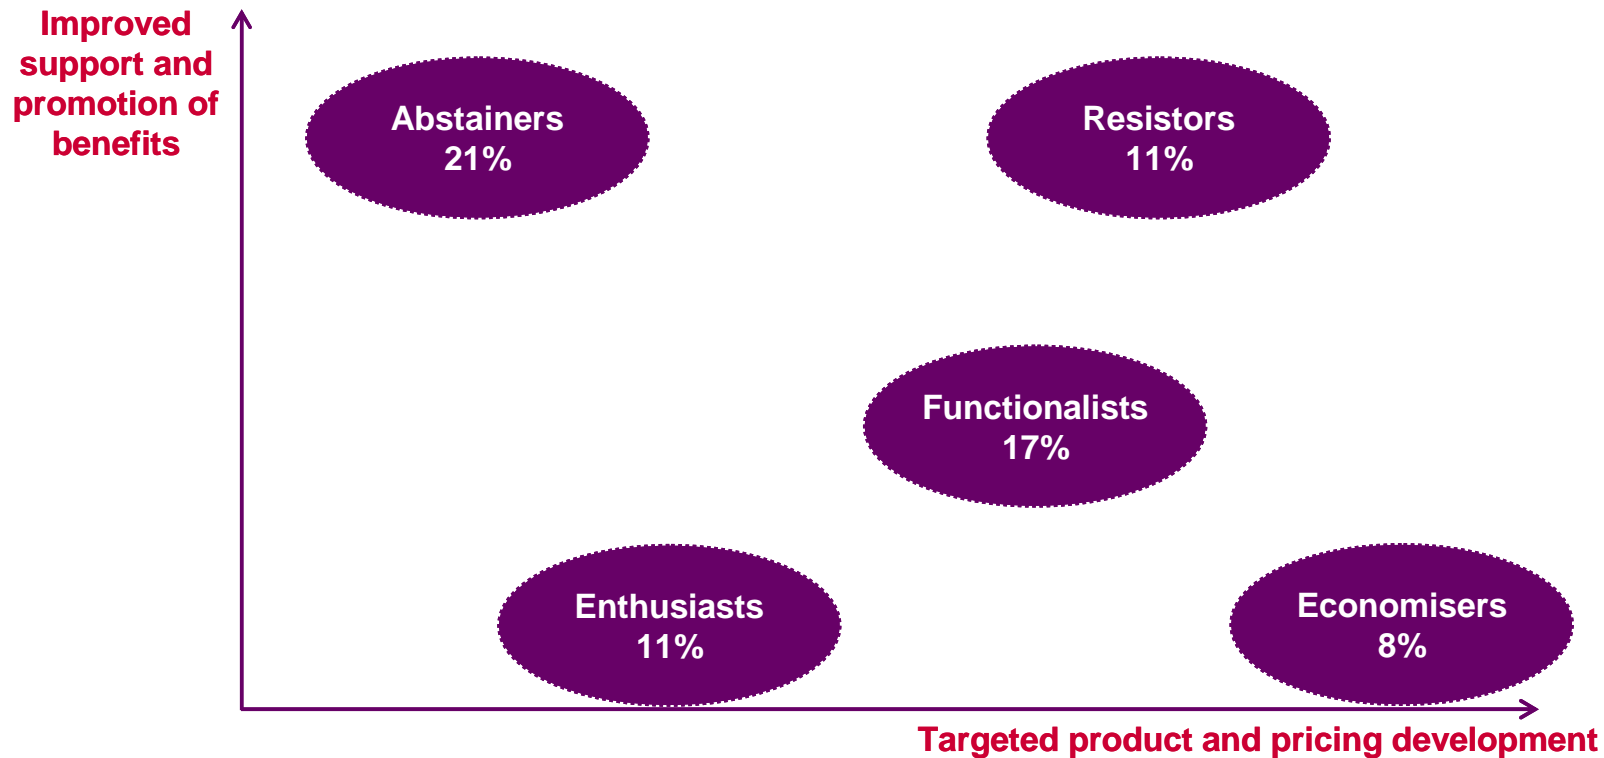 Improved
support and
promotion of
benefits
Abstainers
21%
Resistors
11%
Functionalists
17%
Enthusiasts
11%
Economisers
8%
Targeted product and pricing development